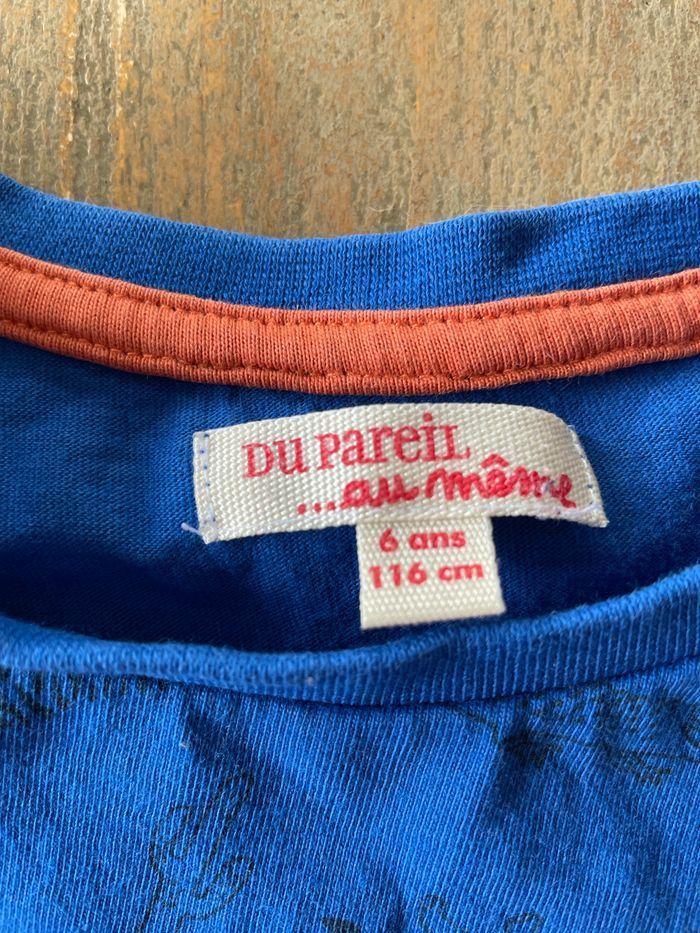 DU PAREIL
...au même
6 ans
116 cm